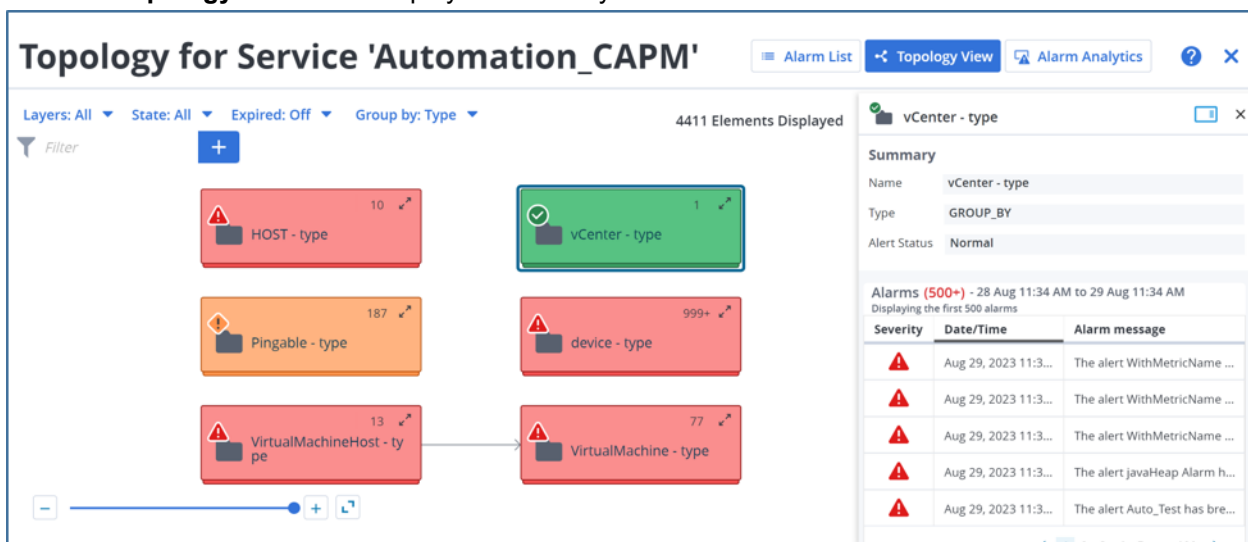 Topology for Service 'Automation_CAPM'
Alarm List
Topology View
Alarm Analytics
Layers: All
State: All
Expired: Off
Group by: Type
4411 Elements Displayed
Filter
10
HOST - type
1
vCenter - type
187
Pingable - type
999+
device - type
13
VirtualMachineHost - ty
pe
77
VirtualMachine - type
vCenter - type
Summary
Name vCenter - type
Type GROUP_BY
Alert Status Normal
Alarms (500+) - 28 Aug 11:34 AM to 29 Aug 11:34 AM
Displaying the first 500 alarms
Severity Date/Time Alarm message
Aug 29, 2023 11:3... The alert WithMetricName ...
Aug 29, 2023 11:3... The alert WithMetricName ...
Aug 29, 2023 11:3... The alert WithMetricName ...
Aug 29, 2023 11:3... The alert javaHeap Alarm h...
Aug 29, 2023 11:3... The alert Auto_Test has bre...